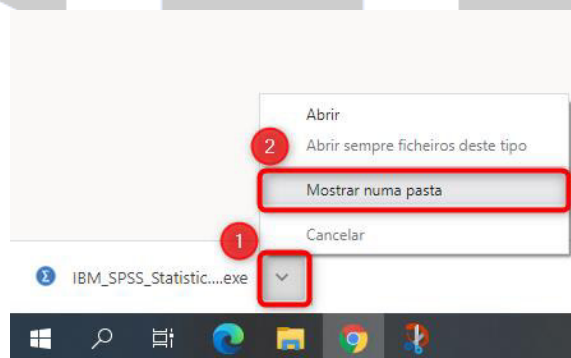 Abrir
2
Abrir sempre ficheiros deste tipo
Mostrar numa pasta
Cancelar
1
Σ IBM_SPSS_Statistic....exe